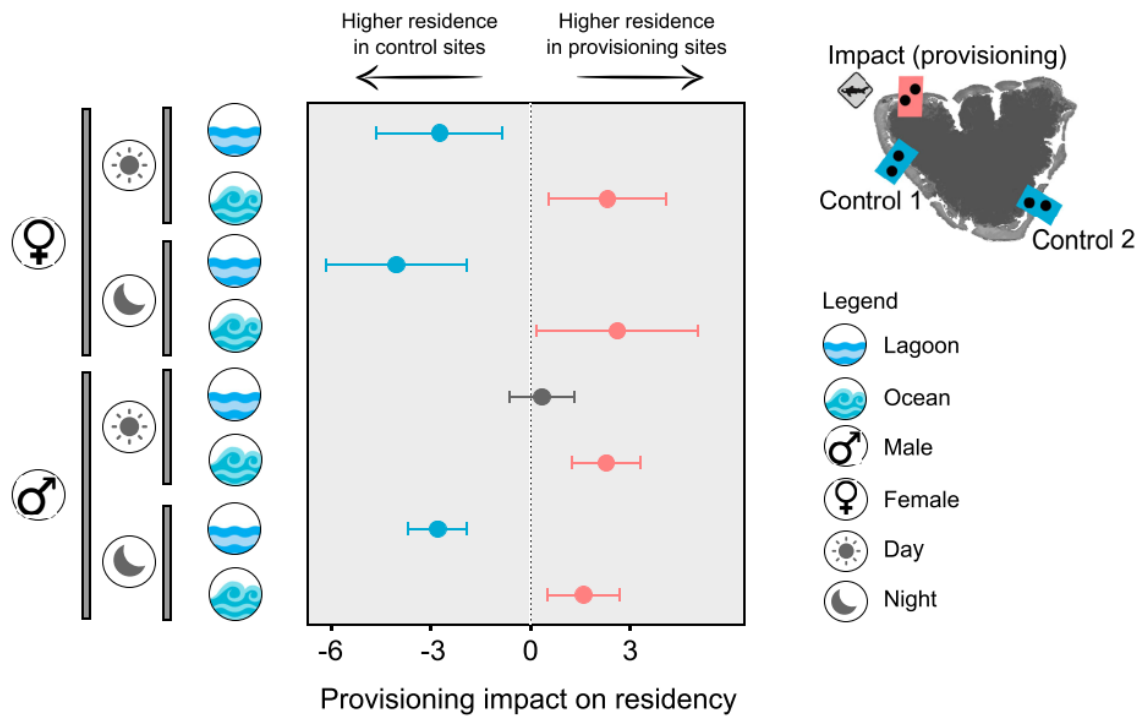 Higher residence
in control sites
Higher residence
in provisioning sites
Impact (provisioning)
Control 1
Control 2
Legend
Lagoon
Ocean
Male
Female
Day
Night
-6
-3
0
3
Provisioning impact on residency